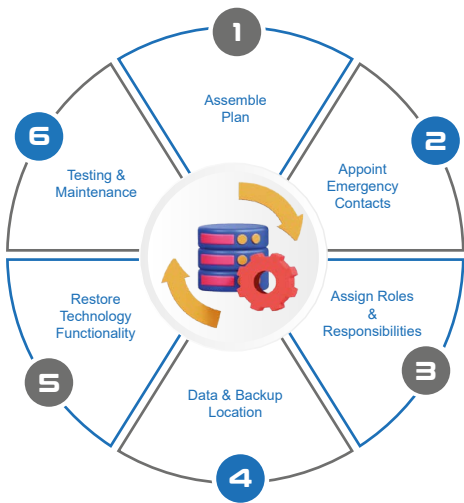 1
Assemble
Plan
2
Appoint
Emergency
Contacts
3
Assign Roles
&
Responsibilities
4
Data & Backup
Location
5
Restore
Technology
Functionality
6
Testing &
Maintenance